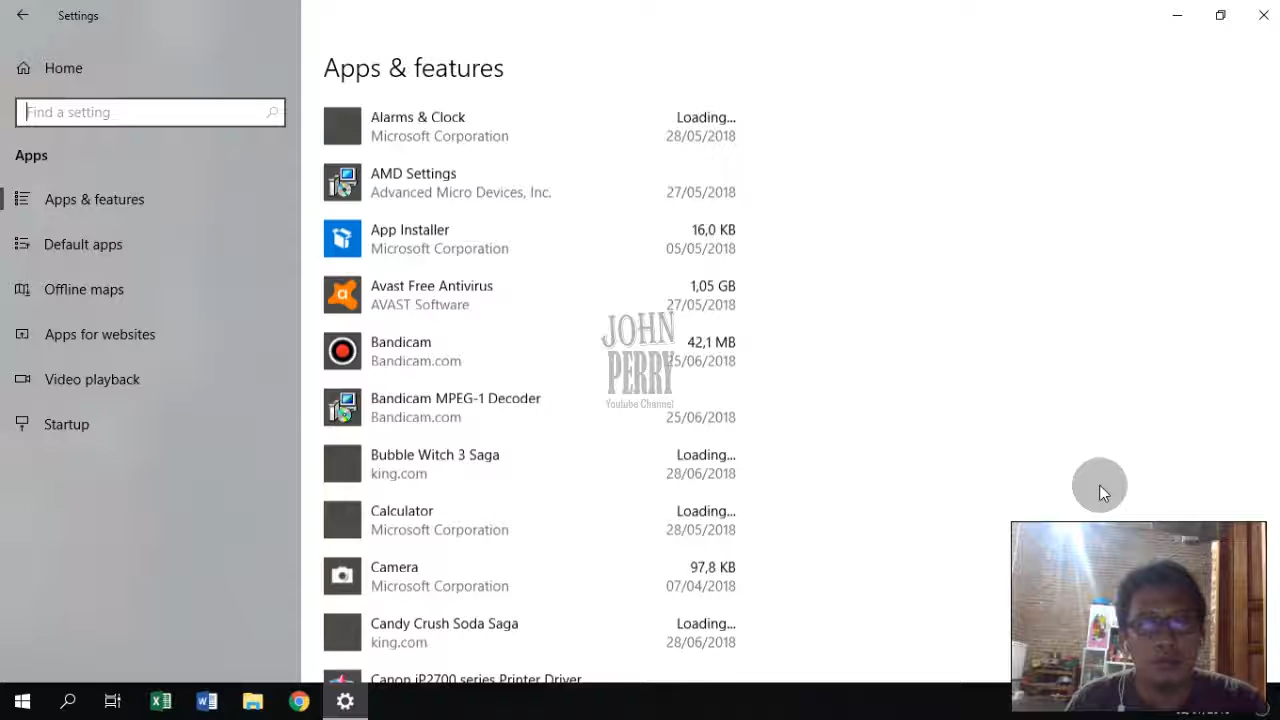 Settings
Home
Find a setting
Apps
Apps & features
Default apps
Offline maps
Apps for websites
Video playback
Startup
Apps & features
Alarms & Clock Loading...
Microsoft Corporation 28/05/2018
AMD Settings
Advanced Micro Devices, Inc. 27/05/2018
App Installer 16,0 KB
Microsoft Corporation 05/05/2018
Avast Free Antivirus 1,05 GB
AVAST Software 27/05/2018
Bandicam 42,1 MB
Bandicam.com 25/06/2018
Bandicam MPEG-1 Decoder
Bandicam.com 25/06/2018
Bubble Witch 3 Saga Loading...
king.com 28/06/2018
Calculator Loading...
Microsoft Corporation 28/05/2018
Camera 97,8 KB
Microsoft Corporation 07/04/2018
Candy Crush Soda Saga Loading...
king.com 28/06/2018
Canon iP2700 series Printer Driver
JOHN
PERRY
Youtube Channel